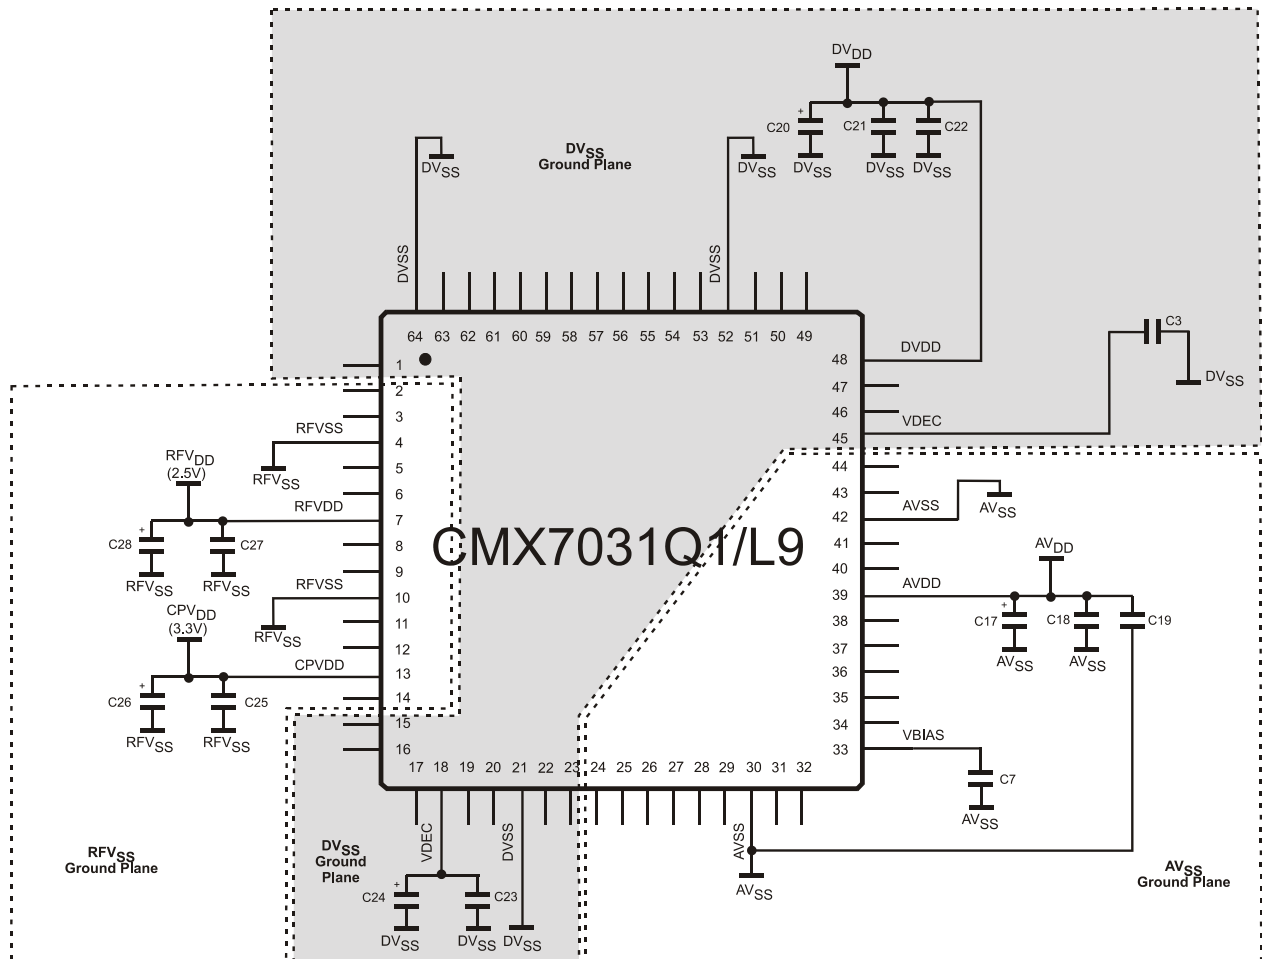 DVDD
+
C20 C21 C22
DVSS DVSS DVSS
DVSS
DVSS
DVSS
Ground Plane
DVSS
DVSS
C3
DVSS
64 63 62 61 60 59 58 57 56 55 54 53 52 51 50 49
1
2
3
4
5
6
7
8
9
10
11
12
13
14
15
16
48
47
46
45
44
43
42
41
40
39
38
37
36
35
34
33
DVDD
VDEC
RFVSS
RFVSS
RFVDD
(2.5V)
RFVDD
+
C28 C27
RFVSS RFVSS
RFVSS
RFVSS
CPVDD
(3.3V)
CPVDD
+
C26 C25
RFVSS RFVSS
CMX7031Q1/L9
AVSS
AVSS
AVDD
AVDD
+
C17 C18 C19
AVSS AVSS
VBIAS
C7
AVSS
17 18 19 20 21 22 23 24 25 26 27 28 29 30 31 32
VDEC
DVSS
AVSS
RFVSS
Ground Plane
DVSS
Ground
Plane
+
C24 C23
DVSS DVSS DVSS
AVSS
AVSS
Ground Plane